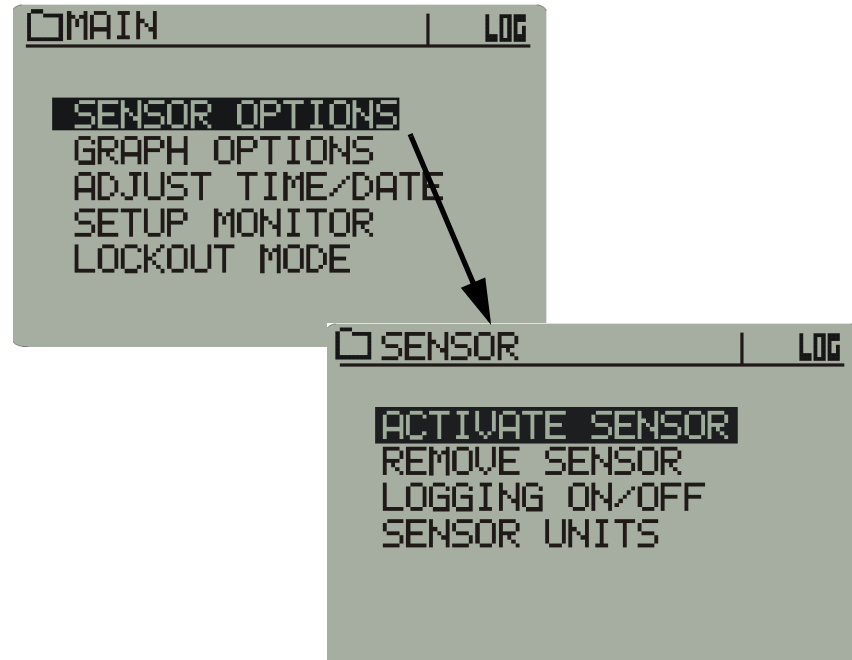 MAIN | LOG
SENSOR OPTIONS
GRAPH OPTIONS
ADJUST TIME/DATE
SETUP MONITOR
LOCKOUT MODE
SENSOR | LOG
ACTIVATE SENSOR
REMOVE SENSOR
LOGGING ON/OFF
SENSOR UNITS